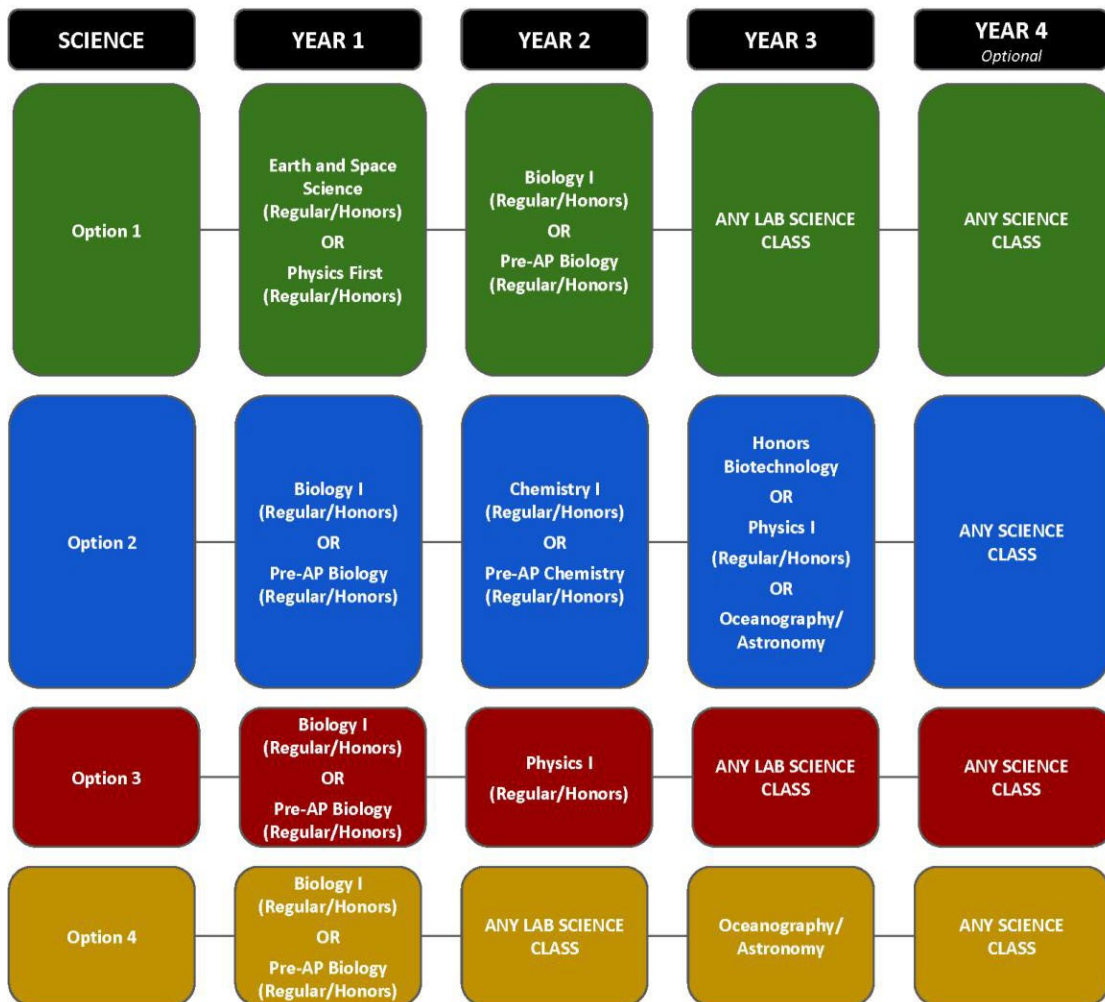 SCIENCE
YEAR 1
YEAR 2
YEAR 3
YEAR 4
Optional
Option 1
Earth and Space
Science
(Regular/Honors)
OR
Physics First
(Regular/Honors)
Biology I
(Regular/Honors)
OR
Pre-AP Biology
(Regular/Honors)
ANY LAB SCIENCE
CLASS
ANY SCIENCE
CLASS
Option 2
Biology I
(Regular/Honors)
OR
Pre-AP Biology
(Regular/Honors)
Chemistry I
(Regular/Honors)
OR
Pre-AP Chemistry
(Regular/Honors)
Honors
Biotechnology
OR
Physics I
(Regular/Honors)
OR
Oceanography/
Astronomy
ANY SCIENCE
CLASS
Option 3
Biology I
(Regular/Honors)
OR
Pre-AP Biology
(Regular/Honors)
Physics I
(Regular/Honors)
ANY LAB SCIENCE
CLASS
ANY SCIENCE
CLASS
Option 4
Biology I
(Regular/Honors)
OR
Pre-AP Biology
(Regular/Honors)
ANY LAB SCIENCE
CLASS
Oceanography/
Astronomy
ANY SCIENCE
CLASS